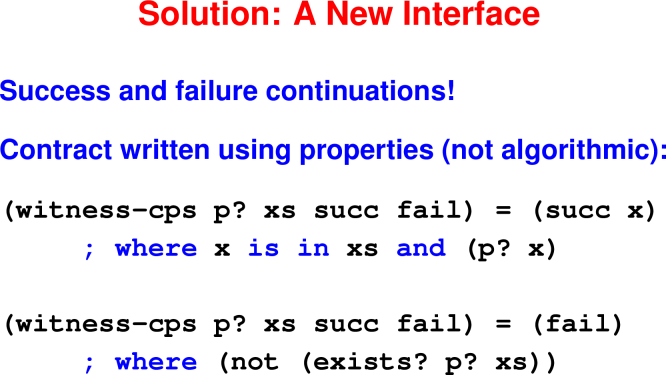 Solution: A New Interface
Success and failure continuations!
Contract written using properties (not algorithmic):
(witness-cps p? xs succ fail) = (succ x)
; where x is in xs and (p? x)
(witness-cps p? xs succ fail) = (fail)
; where (not (exists? p? xs))